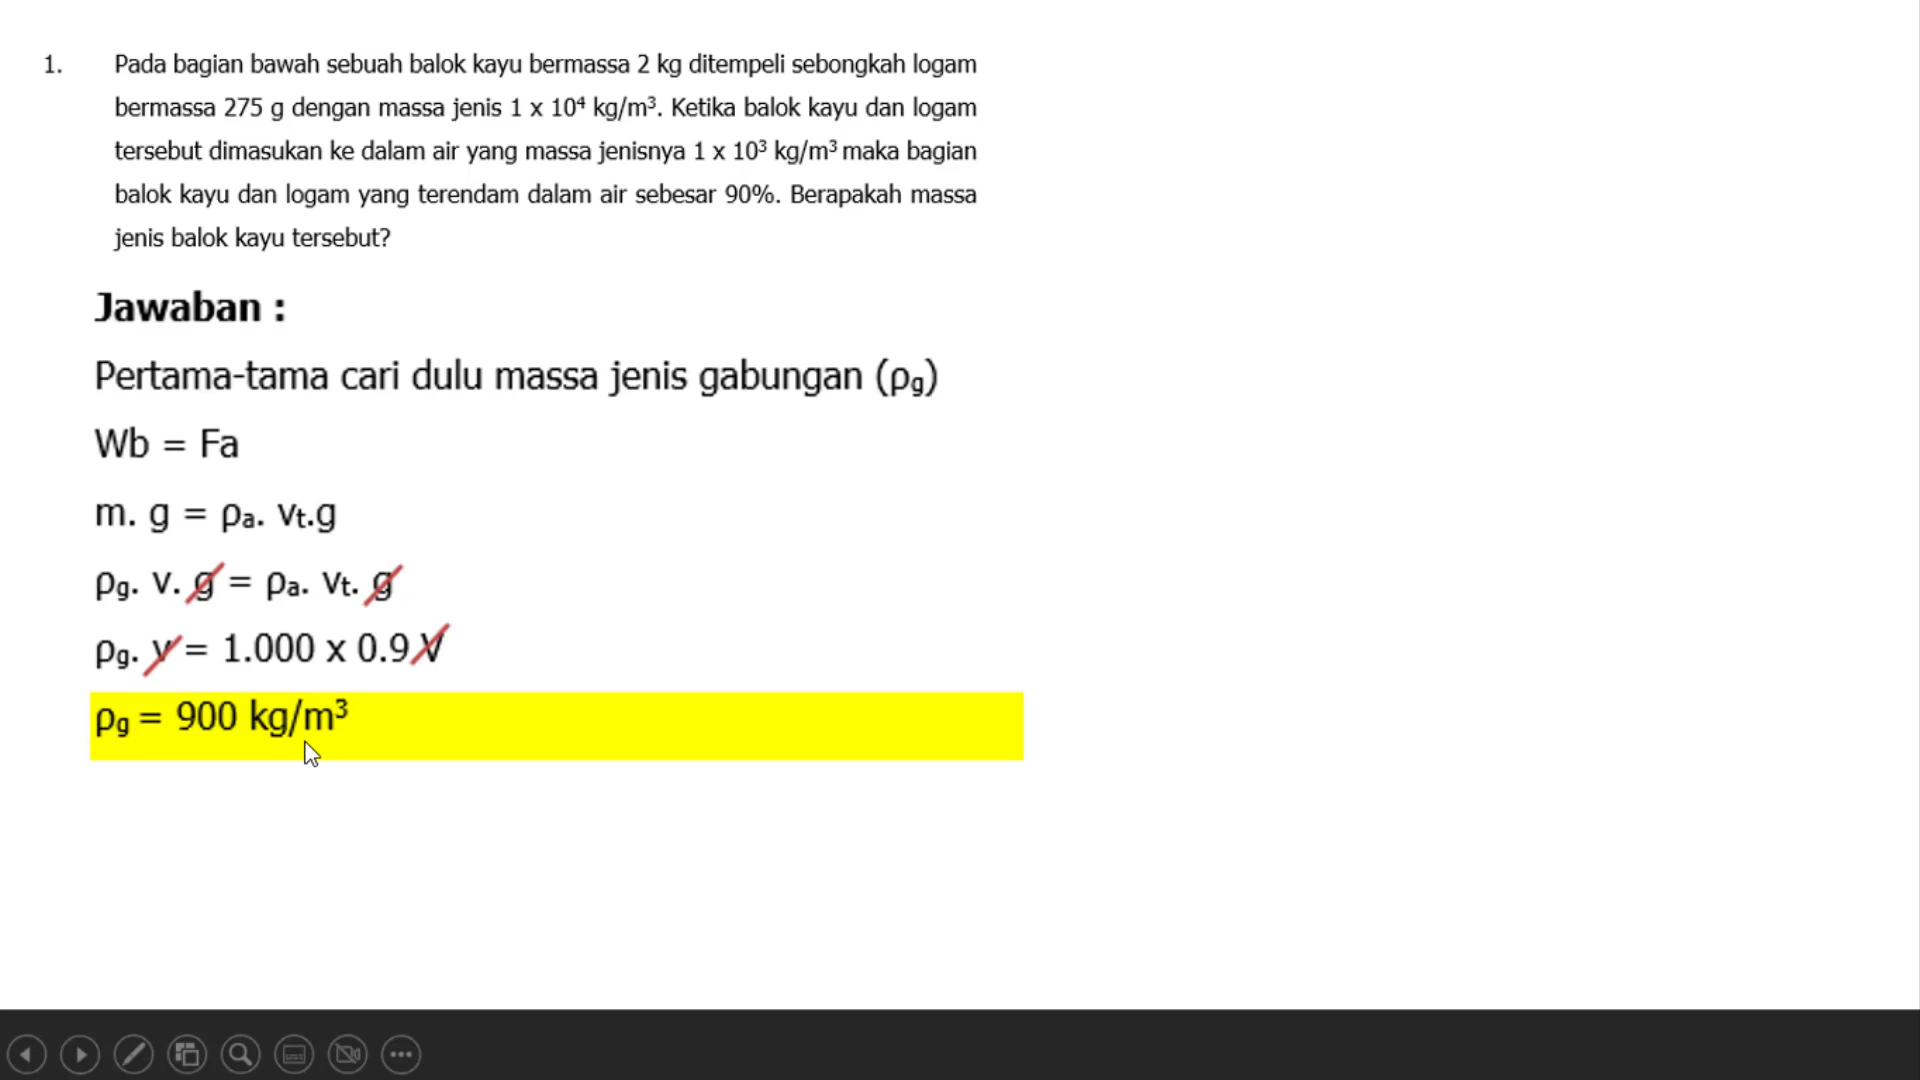 1. Pada bagian bawah sebuah balok kayu bermassa 2 kg ditempeli sebongkah logam
bermassa 275 g dengan massa jenis 1 x 10⁴ kg/m³. Ketika balok kayu dan logam
tersebut dimasukan ke dalam air yang massa jenisnya 1 x 10³ kg/m³ maka bagian
balok kayu dan logam yang terendam dalam air sebesar 90%. Berapakah massa
jenis balok kayu tersebut?
Jawaban :
Pertama-tama cari dulu massa jenis gabungan (ρg)
Wb = Fa
m. g = ρa. vt.g
ρg. v. g = ρa. vt. g
ρg. v = 1.000 x 0.9 V
ρg = 900 kg/m³